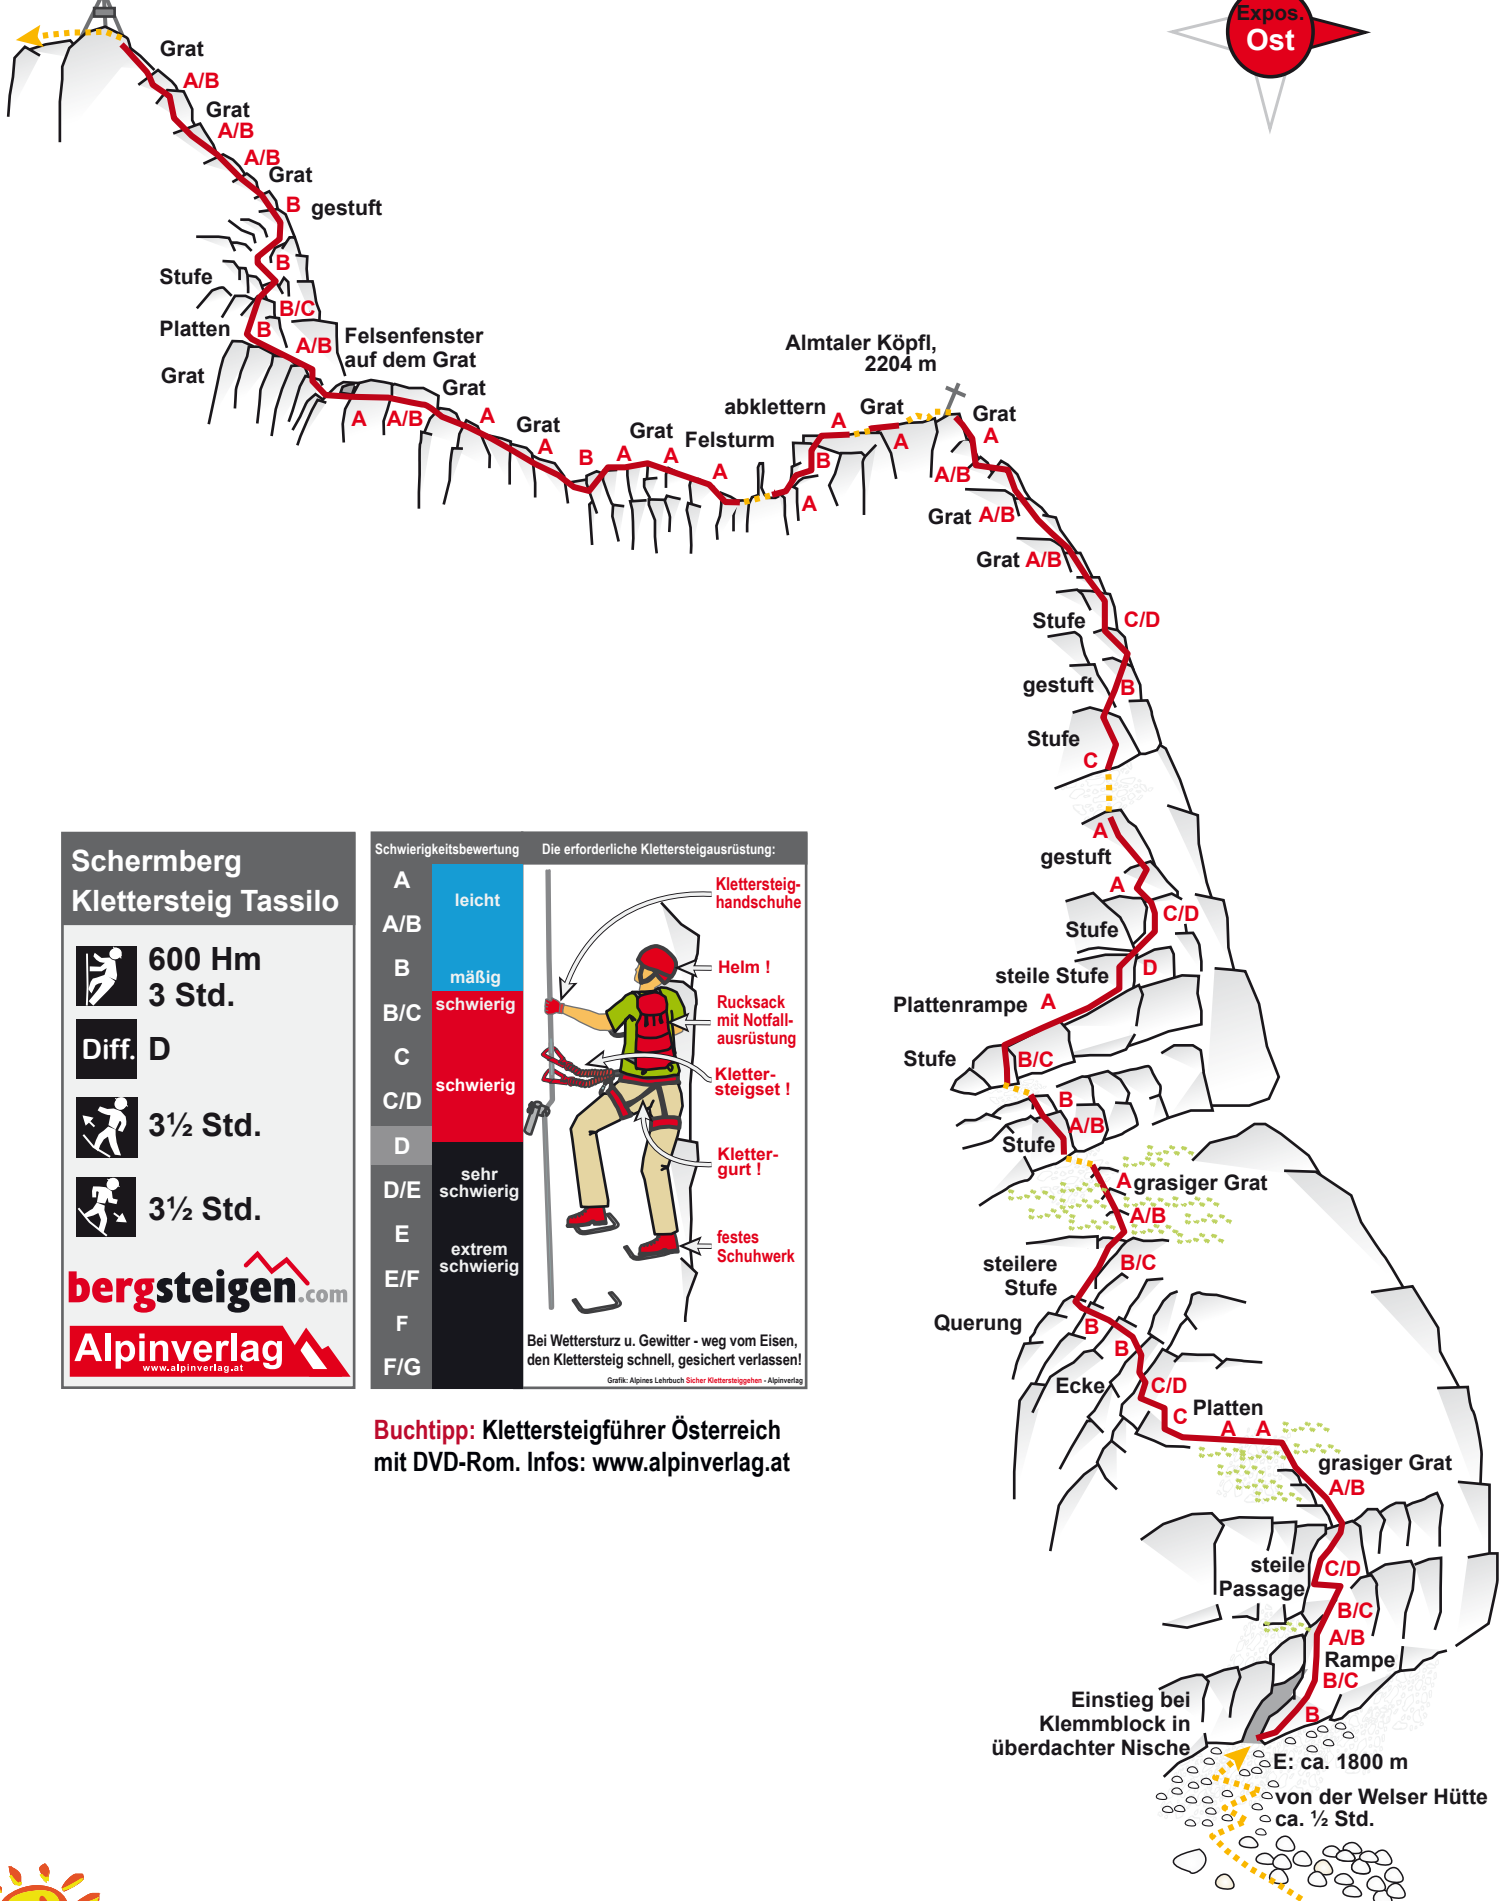 Expos.
Ost
Grat
A/B
Grat
A/B
A/B
Grat
B
gestuft
B
Stufe
B/C
Platten
B
A/B
Felsenfenster
auf dem Grat
Grat
A
A/B
Grat
A
Grat
A
B
Grat
A
A
Felsturm
A
abklettern
A
B
A
Grat
A
Almtaler Köpfl,
2204 m
Grat
A
A/B
Grat
A/B
Grat
A/B
Stufe
C/D
gestuft
B
Stufe
C
A
gestuft
A
C/D
Stufe
D
steile Stufe
Plattenrampe
A
Stufe
B/C
B
A/B
Stufe
A
grasiger Grat
A/B
steilere
Stufe
B/C
Querung
B
B
Ecke
C/D
C
Platten
A
A
grasiger Grat
A/B
steile
Passage
C/D
B/C
A/B
Rampe
B/C
B
Einstieg bei
Klemmblock in
überdachter Nische
E: ca. 1800 m
von der Welser Hütte
ca. ½ Std.
Schermberg
Klettersteig Tassilo
600 Hm
3 Std.
Diff.
D
3½ Std.
3½ Std.
bergsteigen.com
Alpinverlag
www.alpinverlag.at
Schwierigkeitsbewertung
A
A/B
B
B/C
C
C/D
D
D/E
E
E/F
F
F/G
leicht
mäßig
schwierig
schwierig
sehr
schwierig
extrem
schwierig
Die erforderliche Klettersteigausrüstung:
Klettersteig-
handschuhe
Helm !
Rucksack
mit Notfall-
ausrüstung
Kletter-
steigset !
Kletter-
gurt !
festes
Schuhwerk
Bei Wettersturz u. Gewitter - weg vom Eisen,
den Klettersteig schnell, gesichert verlassen!
Grafik: Alpines Lehrbuch Sicher Klettersteiggehen - Alpinverlag
Buchtipp: Klettersteigführer Österreich
mit DVD-Rom. Infos: www.alpinverlag.at